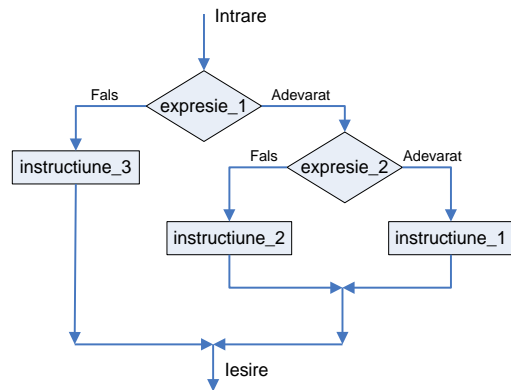 Intrare
expresie_1
Fals
Adevarat
instructiune_3
expresie_2
Fals
Adevarat
instructiune_2
instructiune_1
Iesire